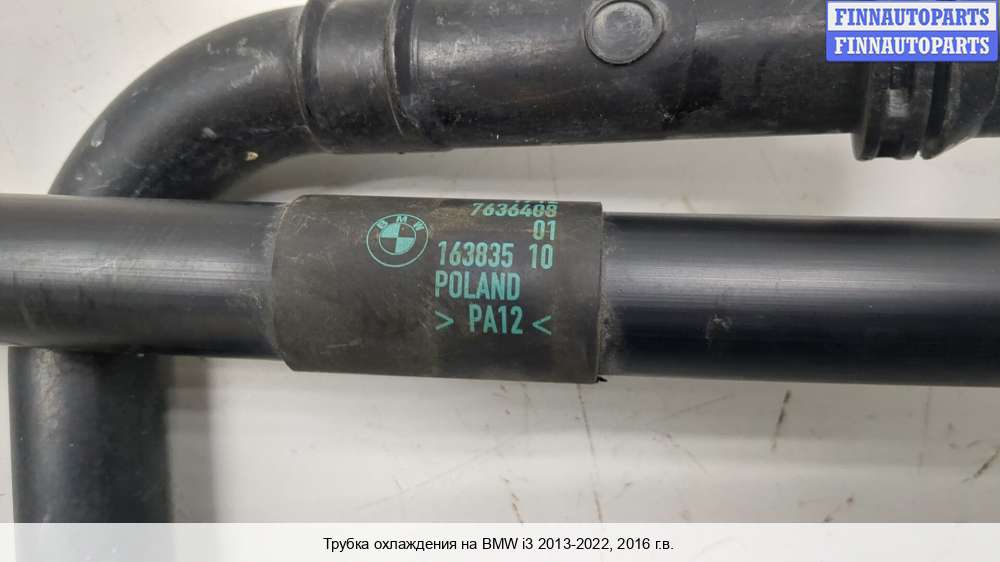 FINNAUTOPARTS
FINNAUTOPARTS
7636408
BMW
01
163835 10
POLAND
> PA12 <
Трубка охлаждения на BMW i3 2013-2022, 2016 г.в.